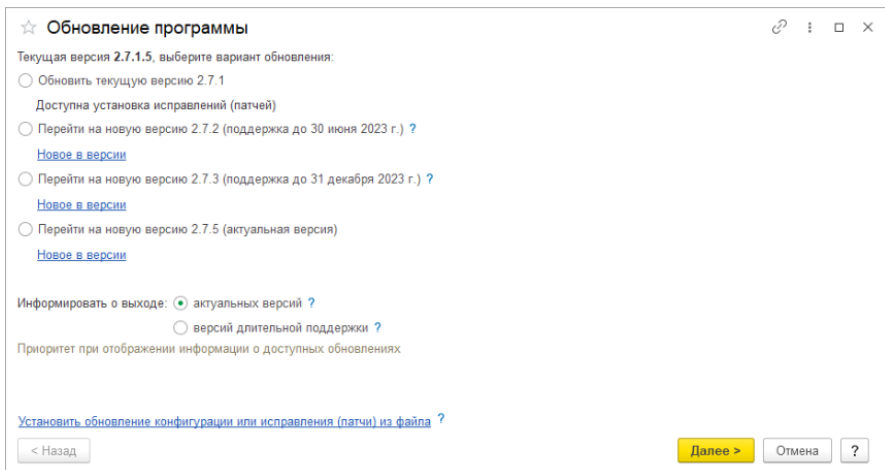 Обновление программы
Текущая версия 2.7.1.5, выберите вариант обновления:
Обновить текущую версию 2.7.1
Доступна установка исправлений (патчей)
Перейти на новую версию 2.7.2 (поддержка до 30 июня 2023 г.) ?
Новое в версии
Перейти на новую версию 2.7.3 (поддержка до 31 декабря 2023 г.) ?
Новое в версии
Перейти на новую версию 2.7.5 (актуальная версия)
Новое в версии
Информировать о выходе: актуальных версий ?
версий длительной поддержки ?
Приоритет при отображении информации о доступных обновлениях
Установить обновление конфигурации или исправления (патчи) из файла ?
< Назад Далее > Отмена ?